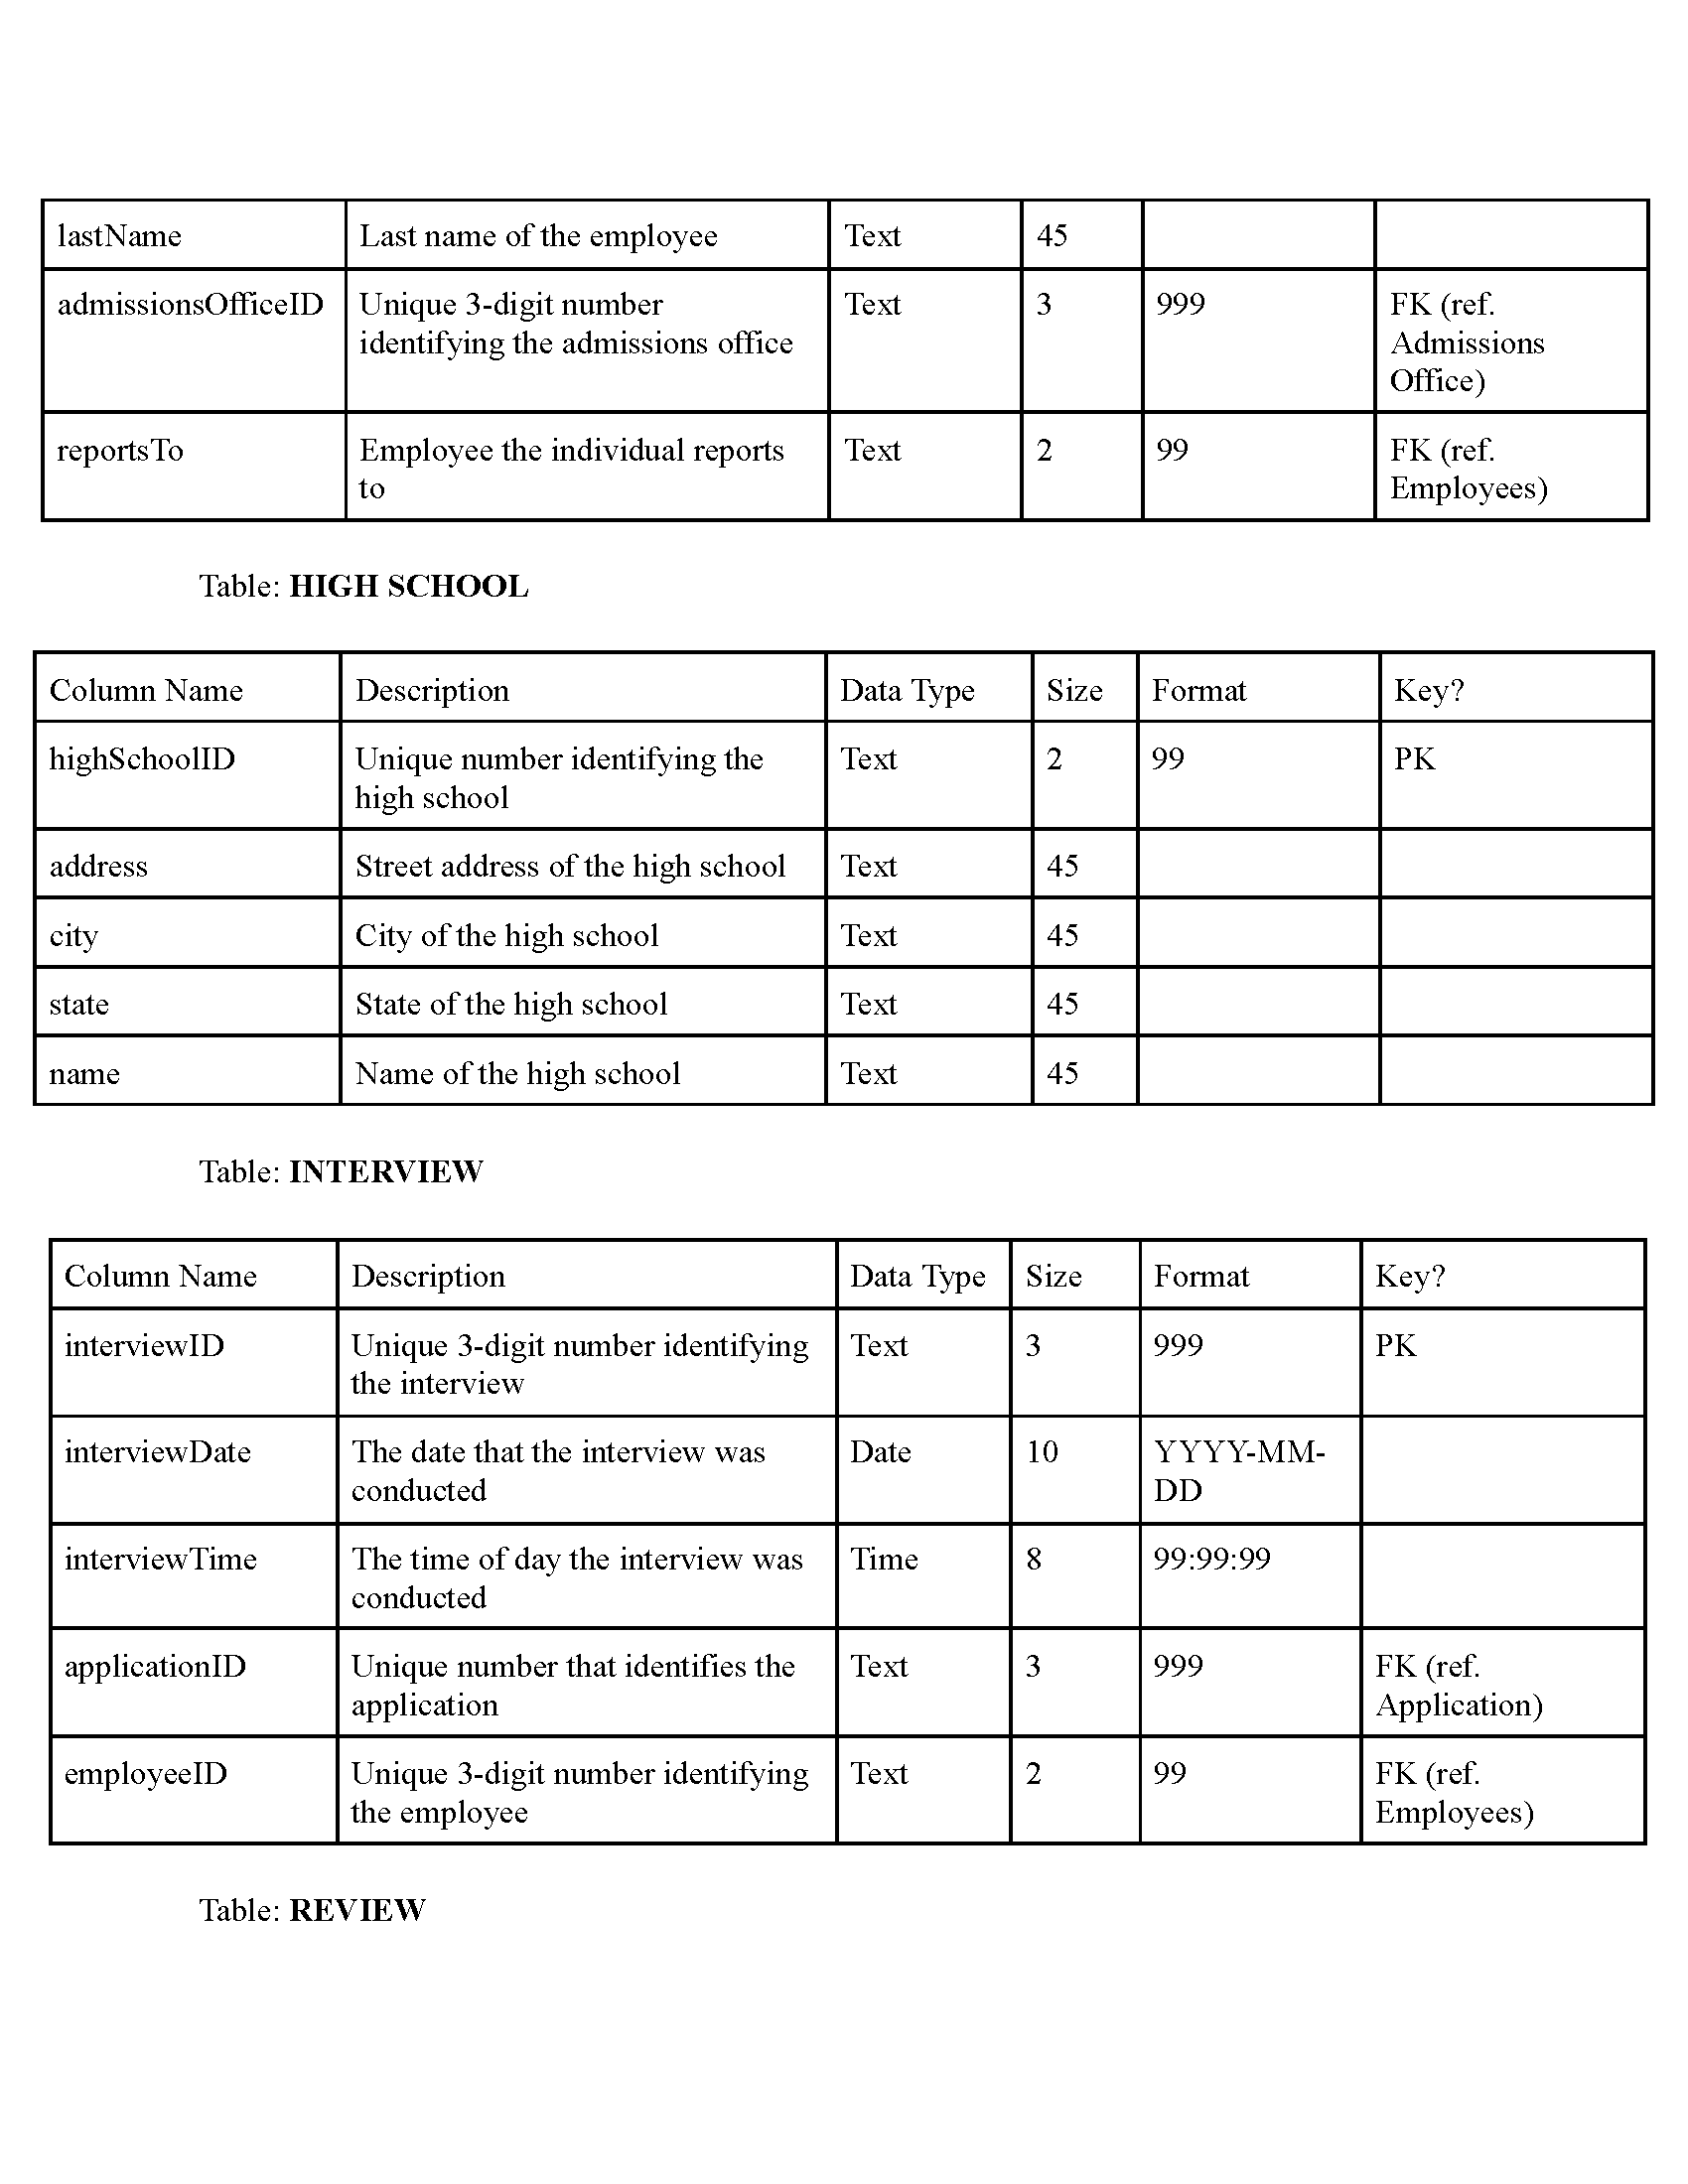 lastName Last name of the employee Text 45
admissionsOfficeID Unique 3-digit number Text 3 999 FK (ref.
identifying the admissions office Admissions
Office)
reportsTo Employee the individual reports Text 2 99 FK (ref.
to Employees)
Table: HIGH SCHOOL
Column Name Description Data Type Size Format Key?
highSchoolID Unique number identifying the Text 2 99 PK
high school
address Street address of the high school Text 45
city City of the high school Text 45
state State of the high school Text 45
name Name of the high school Text 45
Table: INTERVIEW
Column Name Description Data Type Size Format Key?
interviewID Unique 3-digit number identifying Text 3 999 PK
the interview
interviewDate The date that the interview was Date 10 YYYY-MM-
conducted DD
interviewTime The time of day the interview was Time 8 99:99:99
conducted
applicationID Unique number that identifies the Text 3 999 FK (ref.
application Application)
employeeID Unique 3-digit number identifying Text 2 99 FK (ref.
the employee Employees)
Table: REVIEW